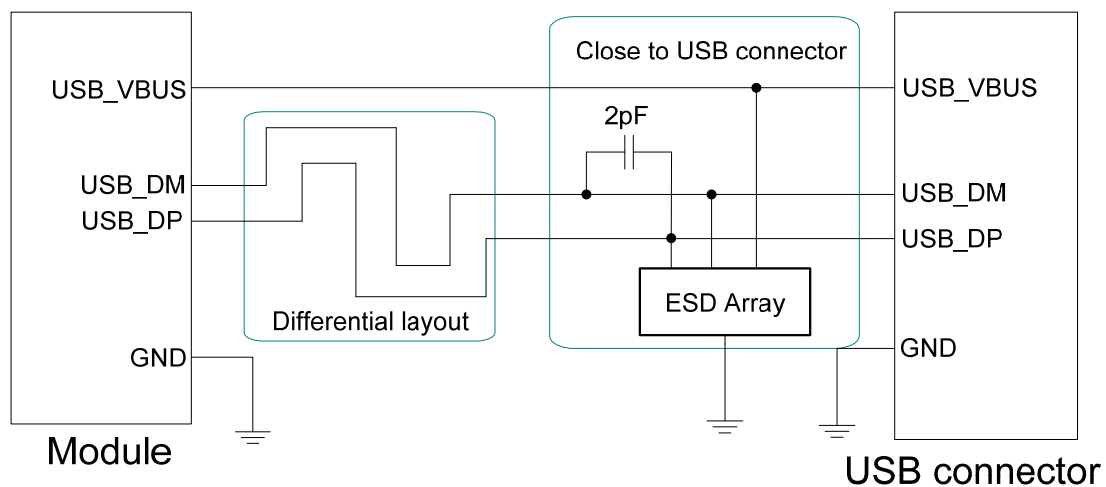 Close to USB connector
USB_VBUS
USB_VBUS
2pF
USB_DM
USB_DM
USB_DP
USB_DP
ESD Array
Differential layout
GND
GND
Module
USB connector